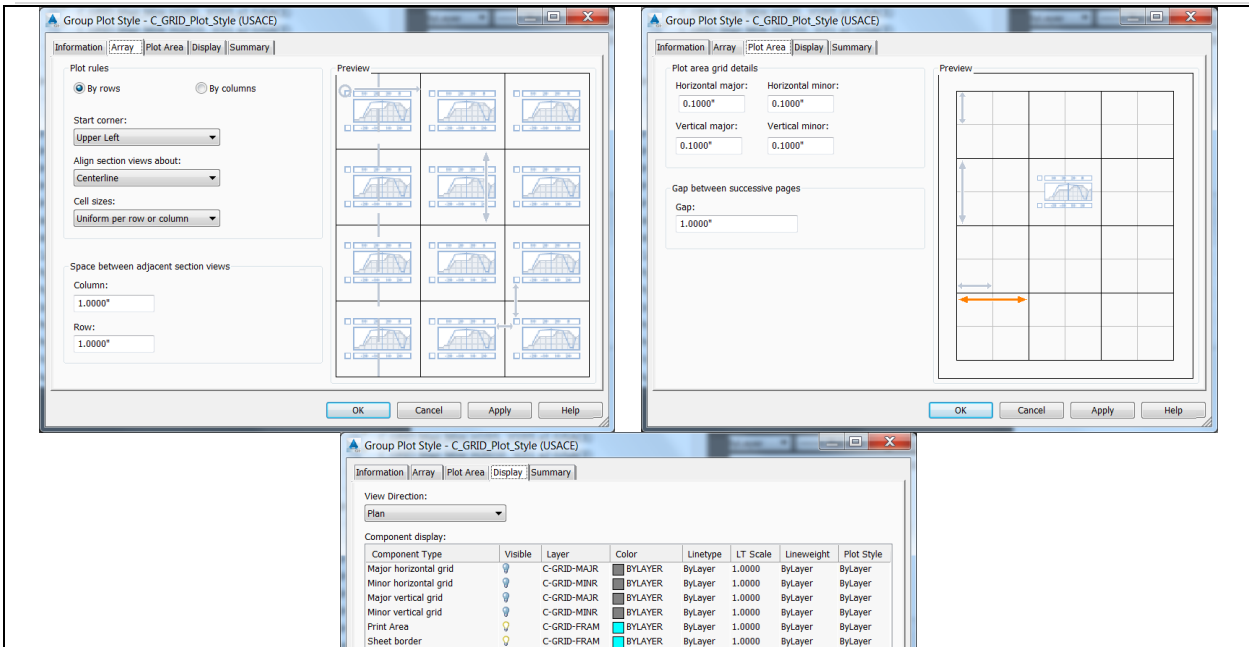 Group Plot Style - C_GRID_Plot_Style (USACE)
Information Array Plot Area Display Summary
Plot rules
By rows By columns
Start corner:
Upper Left
Align section views about:
Centerline
Cell sizes:
Uniform per row or column
Space between adjacent section views
Column:
1.0000"
Row:
1.0000"
Preview
OK Cancel Apply Help
Group Plot Style - C_GRID_Plot_Style (USACE)
Information Array Plot Area Display Summary
Plot area grid details
Horizontal major: Horizontal minor:
0.1000" 0.1000"
Vertical major: Vertical minor:
0.1000" 0.1000"
Gap between successive pages
Gap:
1.0000"
Preview
OK Cancel Apply Help
Group Plot Style - C_GRID_Plot_Style (USACE)
Information Array Plot Area Display Summary
View Direction:
Plan
Component display:
Component Type Visible Layer Color Linetype LT Scale Lineweight Plot Style
Major horizontal grid C-GRID-MAJR BYLAYER ByLayer 1.0000 ByLayer ByLayer
Minor horizontal grid C-GRID-MINR BYLAYER ByLayer 1.0000 ByLayer ByLayer
Major vertical grid C-GRID-MAJR BYLAYER ByLayer 1.0000 ByLayer ByLayer
Minor vertical grid C-GRID-MINR BYLAYER ByLayer 1.0000 ByLayer ByLayer
Print Area C-GRID-FRAM BYLAYER ByLayer 1.0000 ByLayer ByLayer
Sheet border C-GRID-FRAM BYLAYER ByLayer 1.0000 ByLayer ByLayer